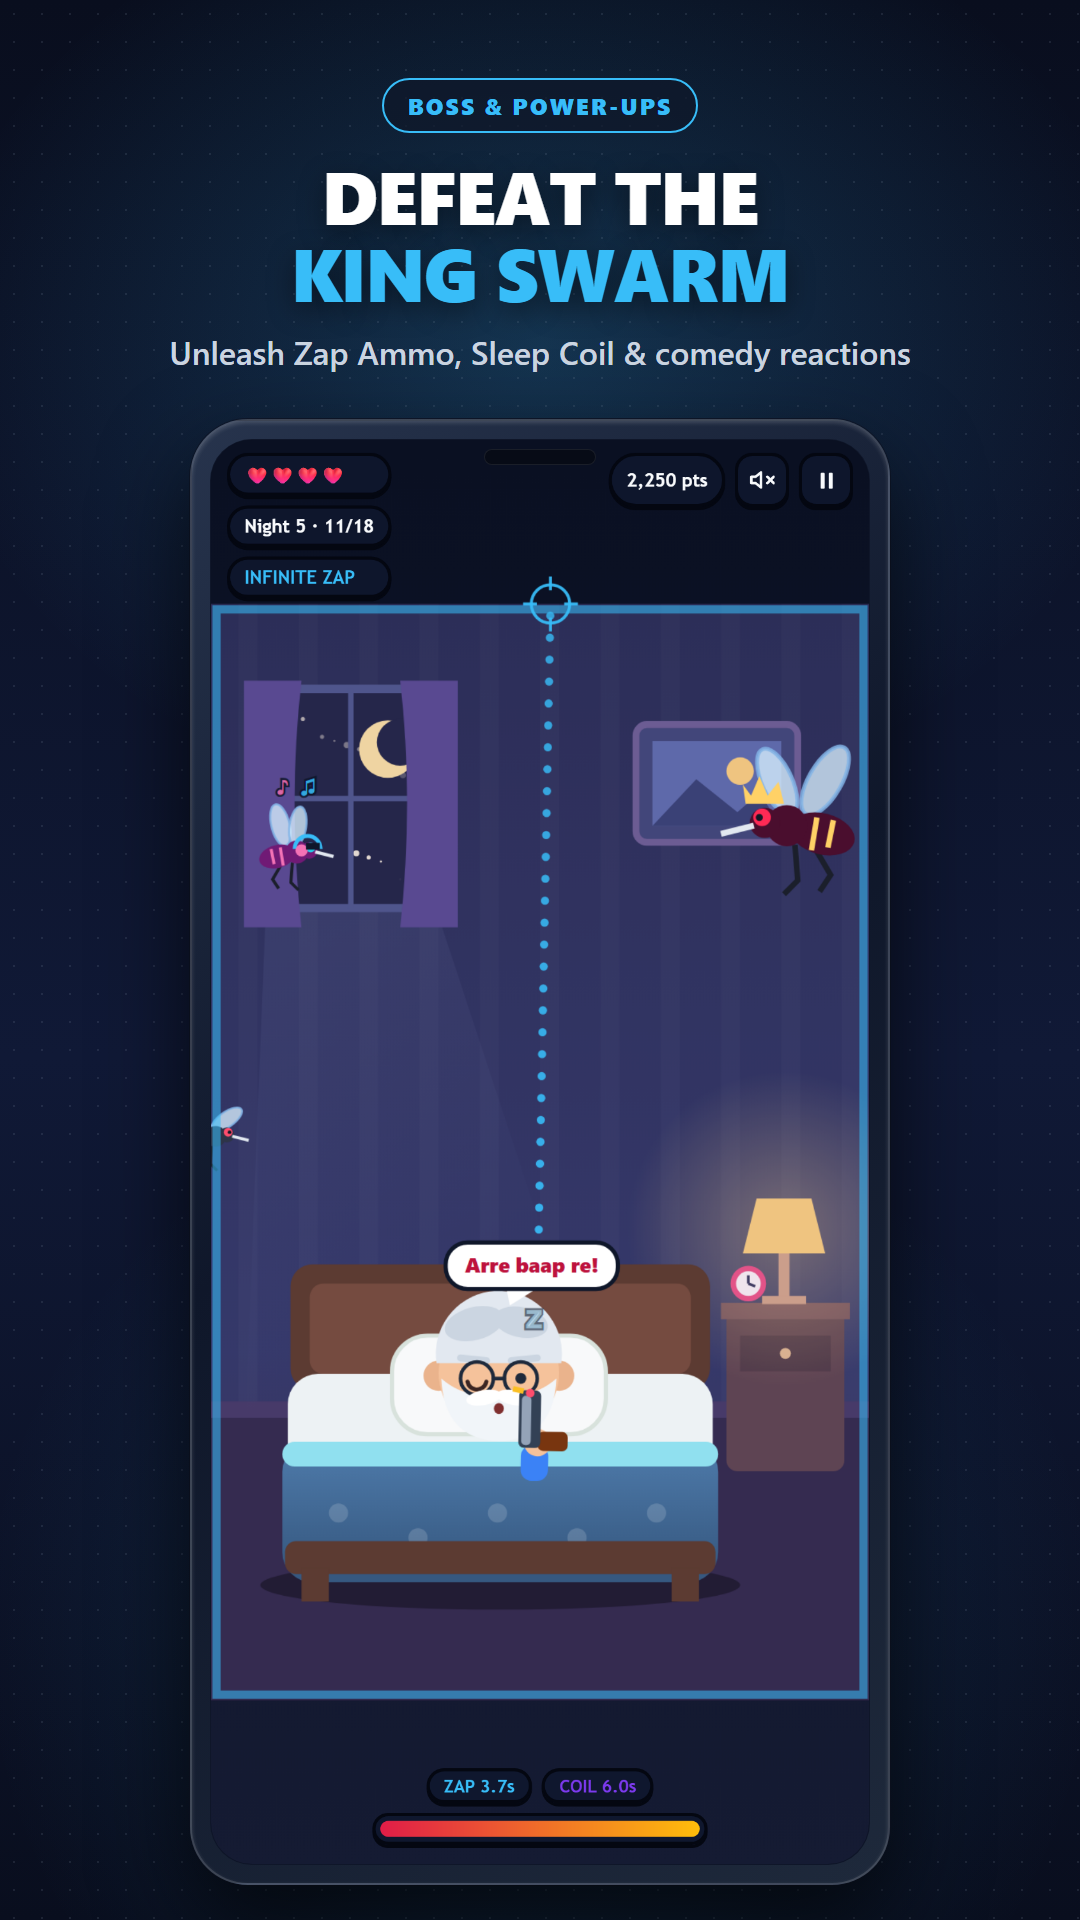 BOSS & POWER-UPS
DEFEAT THE
KING SWARM
Unleash Zap Ammo, Sleep Coil & comedy reactions
2,250 pts
Night 5 · 11/18
INFINITE ZAP
Arre baap re!
Z
ZAP 3.7s
COIL 6.0s